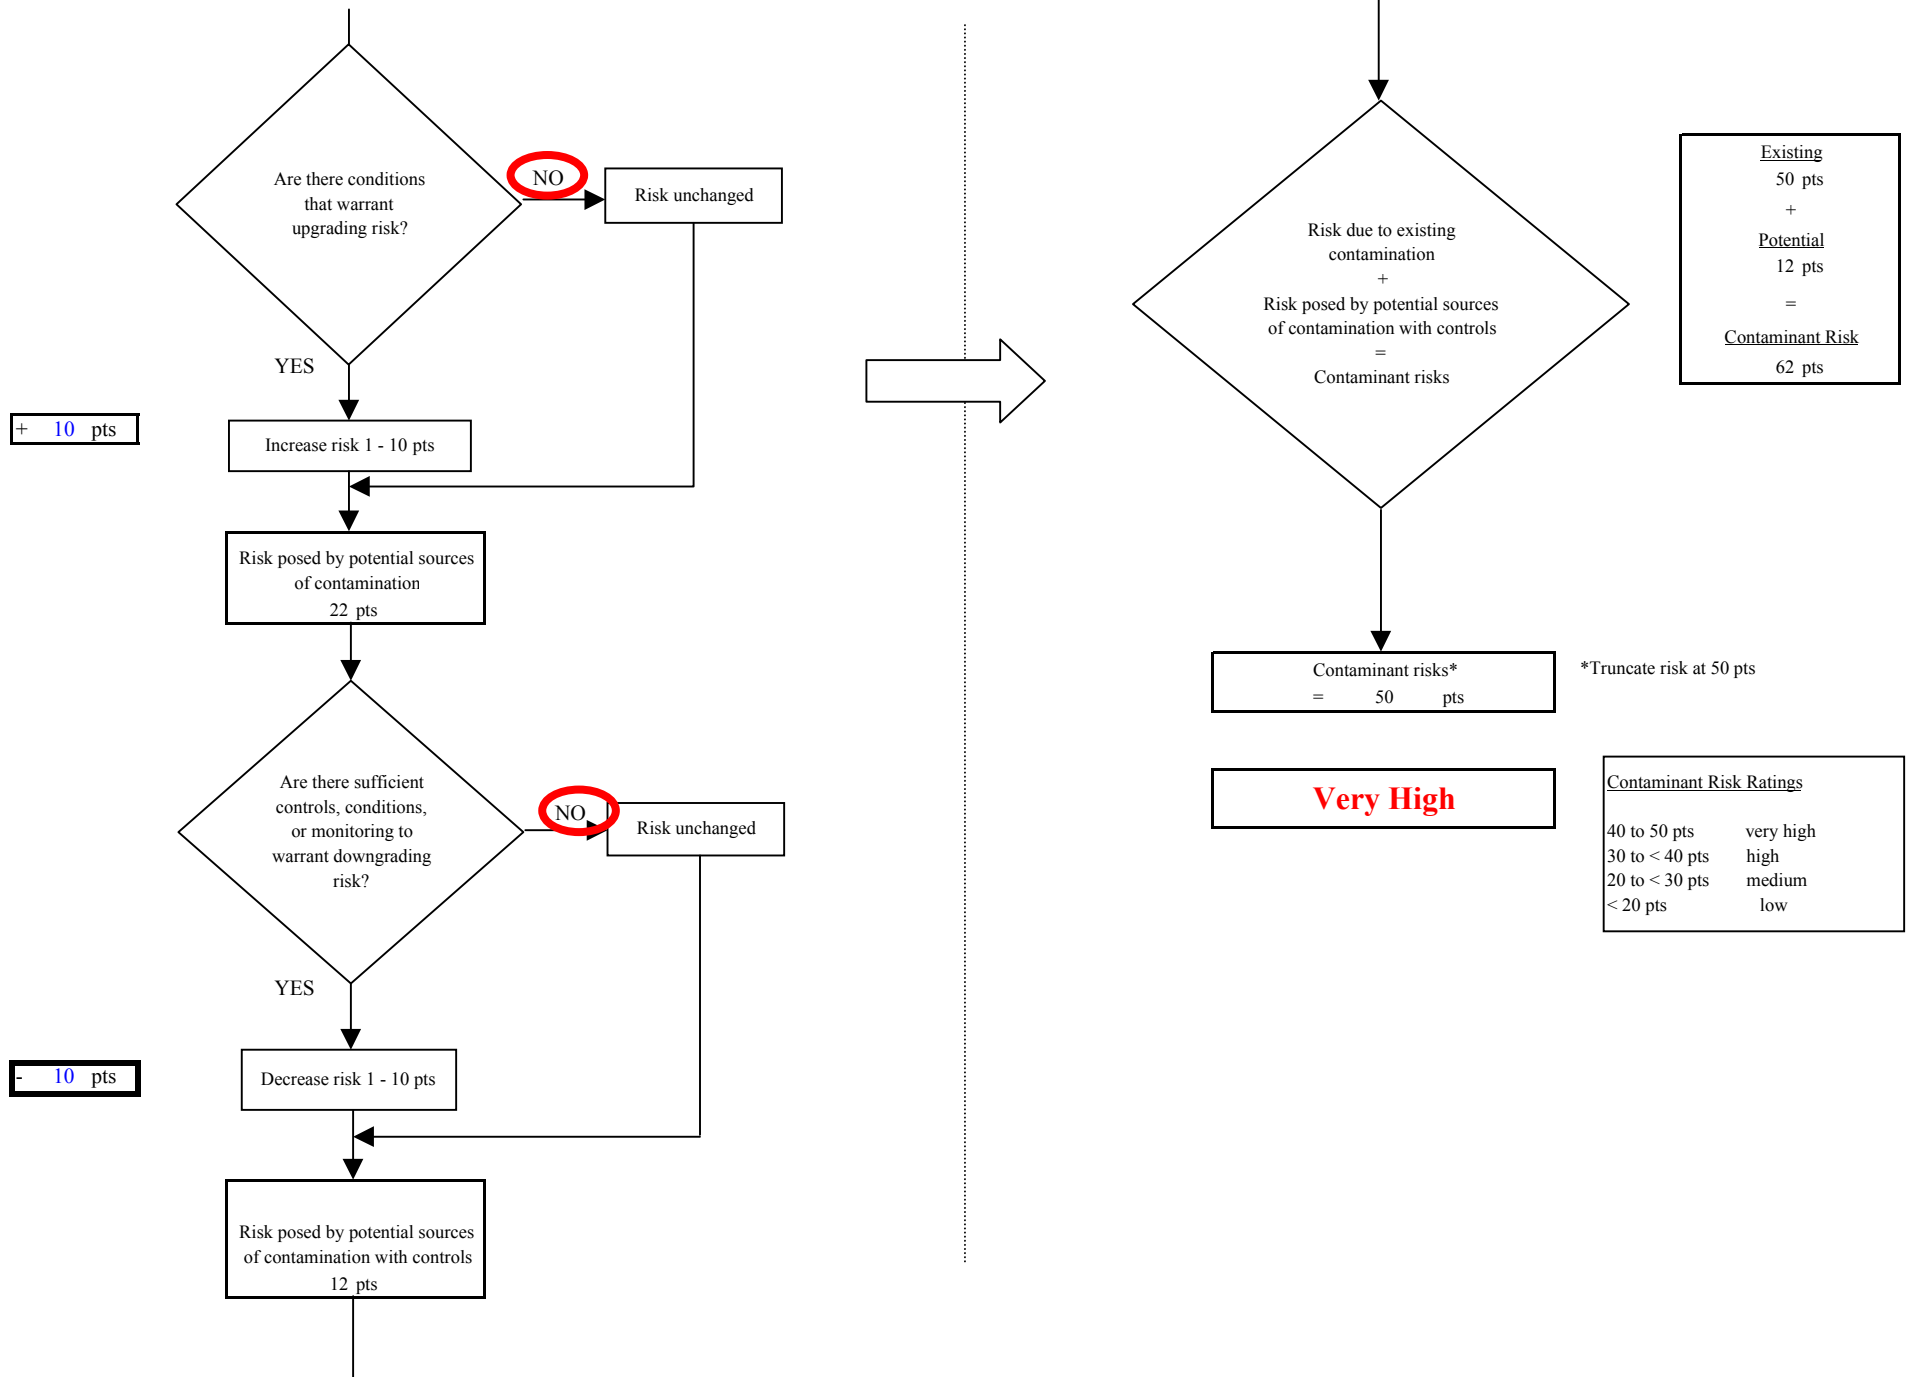 Are there conditions
that warrant
upgrading risk?
NO
Risk unchanged
YES
+ 10 pts
Increase risk 1 - 10 pts
Risk posed by potential sources
of contamination
22 pts
Are there sufficient
controls, conditions,
or monitoring to
warrant downgrading
risk?
NO
Risk unchanged
YES
- 10 pts
Decrease risk 1 - 10 pts
Risk posed by potential sources
of contamination with controls
12 pts
Risk due to existing
contamination
+
Risk posed by potential sources
of contamination with controls
=
Contaminant risks
Existing
50 pts
+
Potential
12 pts
=
Contaminant Risk
62 pts
Contaminant risks*
= 50 pts
*Truncate risk at 50 pts
Very High
Contaminant Risk Ratings
40 to 50 pts very high
30 to < 40 pts high
20 to < 30 pts medium
< 20 pts low